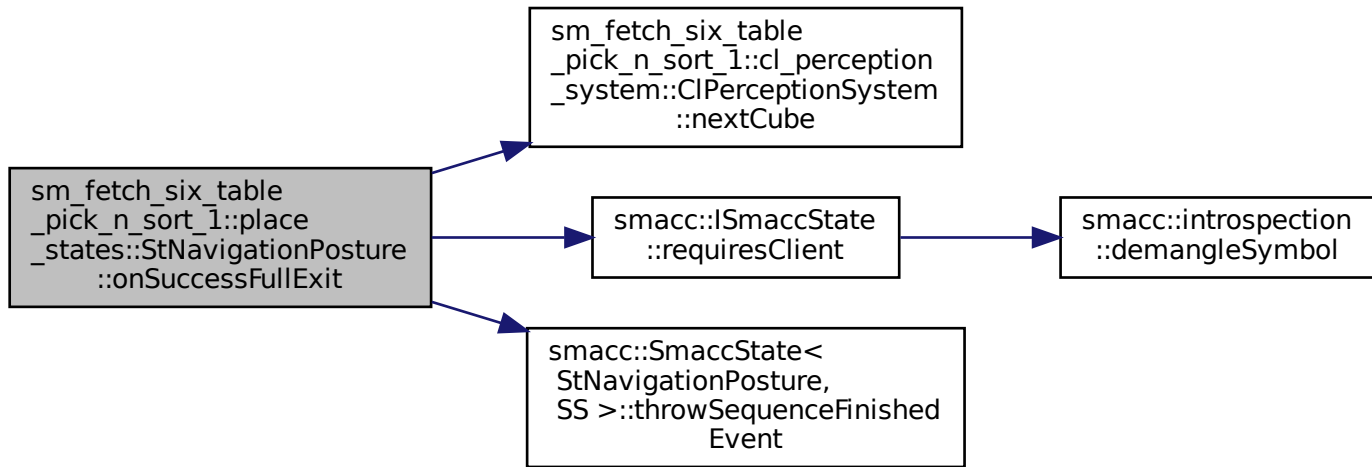 sm_fetch_six_table
_pick_n_sort_1::place
_states::StNavigationPosture
::onSuccessFullExit
sm_fetch_six_table
_pick_n_sort_1::cl_perception
_system::ClPerceptionSystem
::nextCube
smacc::ISmaccState
::requiresClient
smacc::introspection
::demangleSymbol
smacc::SmaccState<
StNavigationPosture,
SS >::throwSequenceFinished
Event